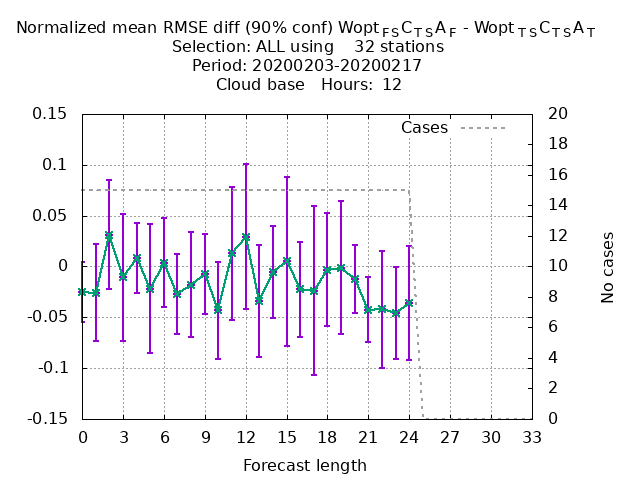 Normalized mean RMSE diff (90% conf) Wopt FS C TS A F - Wopt TS C TS A T
Selection: ALL using 32 stations
Period: 20200203-20200217
Cloud base Hours: 12
Cases
0.15
0.1
0.05
0
-0.05
-0.1
-0.15
20
18
16
14
12
10
8
6
4
2
0
No cases
0 3 6 9 12 15 18 21 24 27 30 33
Forecast length